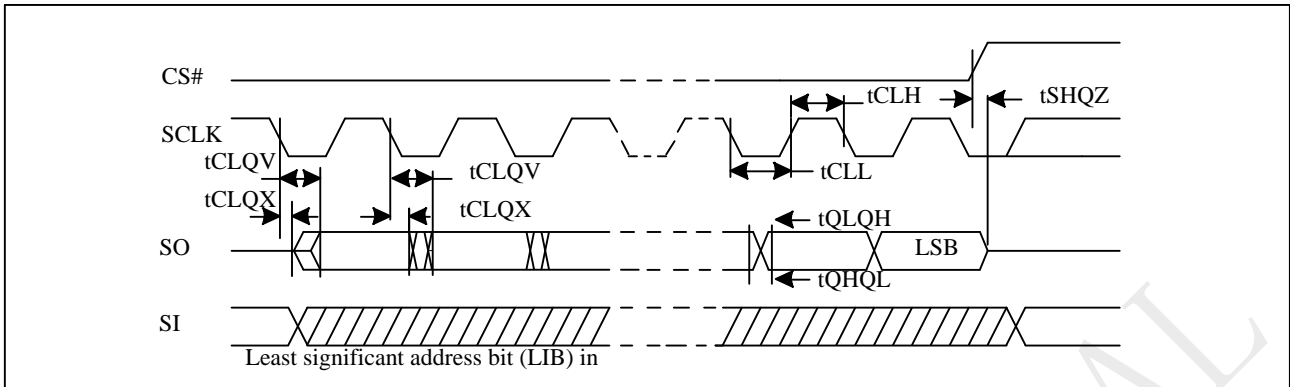 CS#
tCLH
tSHQZ
SCLK
tCLQV
tCLQV
tCLL
tCLQX
tCLQX
tQLQH
SO
LSB
tQHQL
SI
Least significant address bit (LIB) in
AL